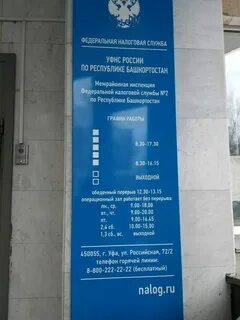 ФЕДЕРАЛЬНАЯ НАЛОГОВАЯ СЛУЖБА
УФНС РОССИИ
ПО РЕСПУБЛИКЕ БАШКОРТОСТАН
Межрайонная инспекция
Федеральной налоговой службы №2
по Республике Башкортостан
ГРАФИК РАБОТЫ
8.30-17.30
8.30-16.15
ВЫХОДНОЙ
обеденный перерыв 12.30-13.15
операционный зал работает без перерыва
пн., ср. 9.00-18.00
вт., чт. 9.00-20.00
пт. 9.00-16.45
2,4 сб. 10.00-15.00
1,3 сб., вс. выходной
450055, г. Уфа, ул. Российская, 72/2
телефон горячей линии:
8-800-222-22-22 (бесплатный)
nalog.ru